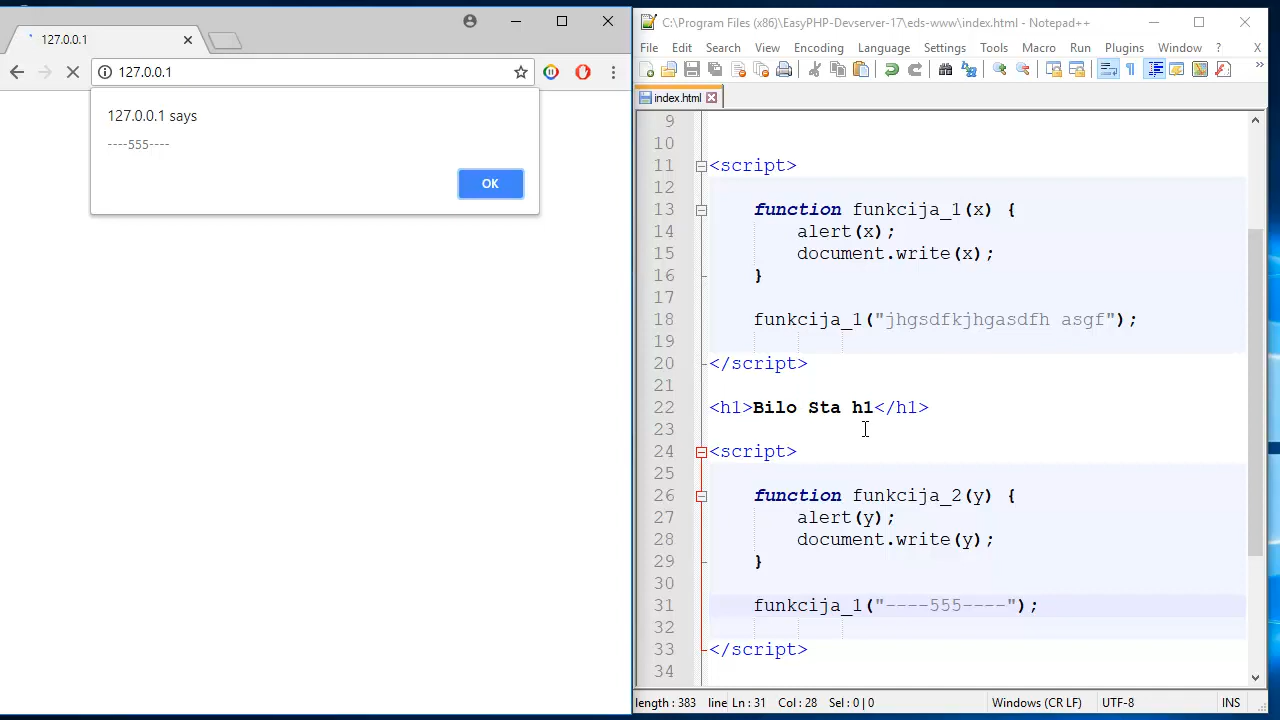 127.0.0.1
127.0.0.1
127.0.0.1 says
----555----
OK
C:\Program Files (x86)\EasyPHP-Devserver-17\eds-www\index.html - Notepad++
File Edit Search View Encoding Language Settings Tools Macro Run Plugins Window ? X
index.html
9
10
11 <script>
12
13 function funkcija_1(x) {
14 alert(x);
15 document.write(x);
16 }
17
18 funkcija_1("jhgsdfkjhgasdfh asgf");
19
20 </script>
21
22 <h1>Bilo Sta h1</h1>
23
24 <script>
25
26 function funkcija_2(y) {
27 alert(y);
28 document.write(y);
29 }
30
31 funkcija_1("----555----");
32
33 </script>
34
length : 383 line Ln : 31 Col : 28 Sel : 0 | 0 Windows (CR LF) UTF-8 INS